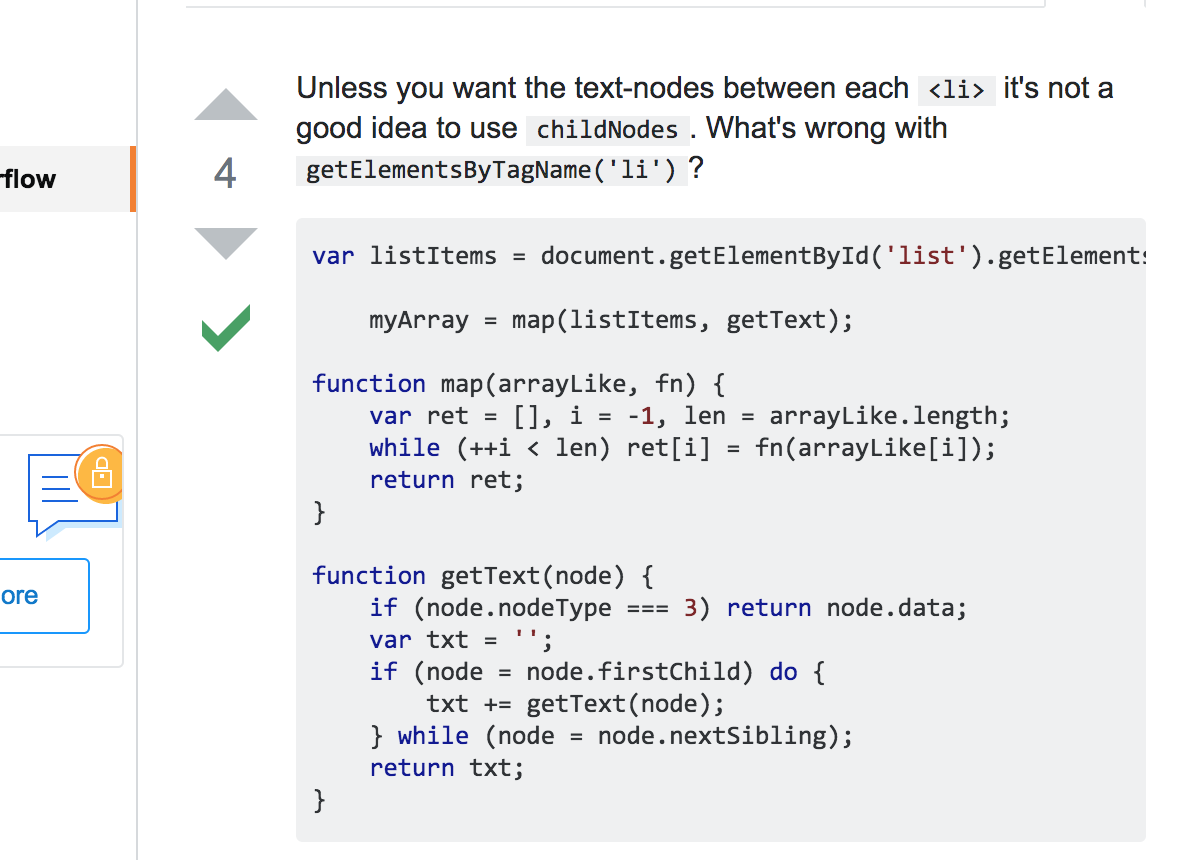 Unless you want the text-nodes between each <li> it's not a
good idea to use childNodes . What's wrong with
getElementsByTagName('li') ?
4
rflow
var listItems = document.getElementById('list').getElements
    myArray = map(listItems, getText);
function map(arrayLike, fn) {
    var ret = [], i = -1, len = arrayLike.length;
    while (++i < len) ret[i] = fn(arrayLike[i]);
    return ret;
}
function getText(node) {
    if (node.nodeType === 3) return node.data;
    var txt = '';
    if (node = node.firstChild) do {
        txt += getText(node);
    } while (node = node.nextSibling);
    return txt;
}
ore